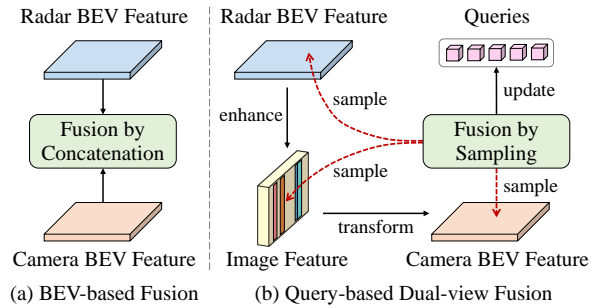 Radar BEV Feature
Fusion by
Concatenation
Camera BEV Feature
(a) BEV-based Fusion
Radar BEV Feature
Queries
sample
enhance
update
Fusion by
Sampling
sample
sample
transform
Image Feature
Camera BEV Feature
(b) Query-based Dual-view Fusion